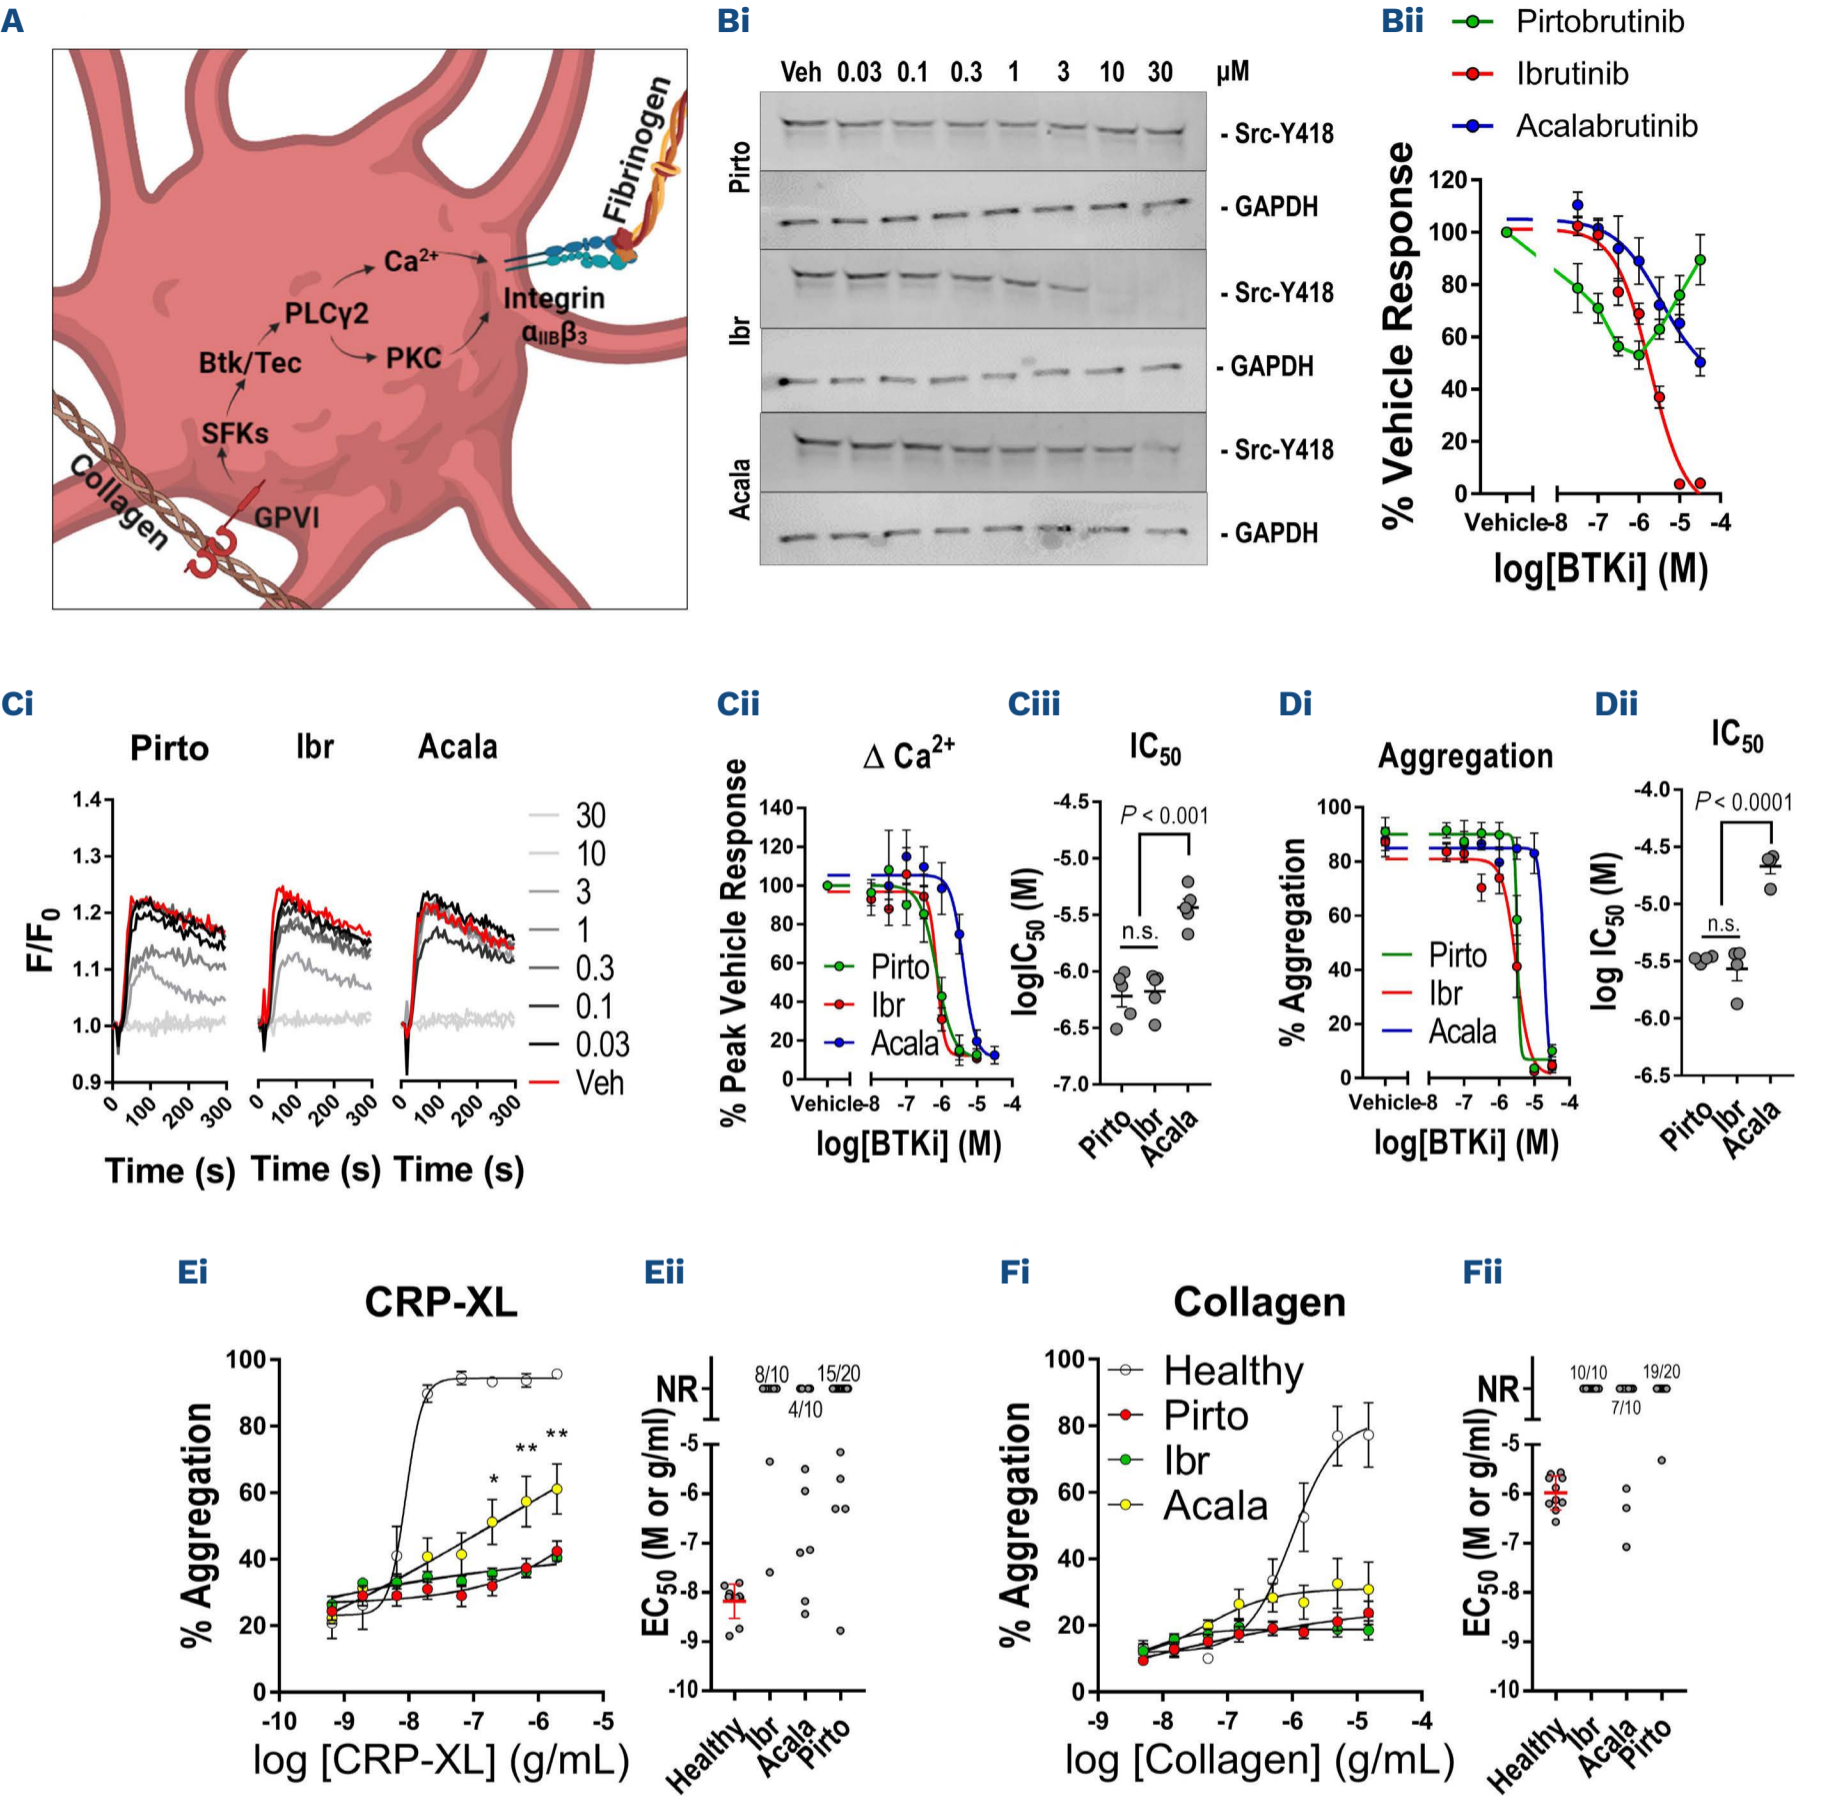 A
Collagen
GPVI
SFKs
Btk/Tec
PLCγ2
Ca²⁺
PKC
Integrin
αIIBβ3
Fibrinogen
Bi
Veh 0.03 0.1 0.3 1 3 10 30 µM
Pirto
- Src-Y418
- GAPDH
Ibr
- Src-Y418
- GAPDH
Acala
- Src-Y418
- GAPDH
Bii
Pirtobrutinib
Ibrutinib
Acalabrutinib
% Vehicle Response
120
100
80
60
40
20
0
Vehicle -8 -7 -6 -5 -4
log[BTKi] (M)
Ci
Pirto Ibr Acala
F/F₀
1.4
1.3
1.2
1.1
1.0
0.9
0 100 200 300 0 100 200 300 0 100 200 300
Time (s) Time (s) Time (s)
30
10
3
1
0.3
0.1
0.03
Veh
Cii
Δ Ca²⁺
% Peak Vehicle Response
140
120
100
80
60
40
20
0
Pirto
Ibr
Acala
Vehicle -8 -7 -6 -5 -4
log[BTKi] (M)
Ciii
IC₅₀
logIC₅₀ (M)
P < 0.001
n.s.
-4.5
-5.0
-5.5
-6.0
-6.5
-7.0
Pirto Ibr Acala
Di
Aggregation
% Aggregation
100
80
60
40
20
0
Pirto
Ibr
Acala
Vehicle -8 -7 -6 -5 -4
log[BTKi] (M)
Dii
IC₅₀
log IC₅₀ (M)
P < 0.0001
n.s.
-4.0
-4.5
-5.0
-5.5
-6.0
-6.5
Pirto Ibr Acala
Ei
CRP-XL
% Aggregation
100
80
60
40
20
0
* ** **
-10 -9 -8 -7 -6 -5
log [CRP-XL] (g/mL)
Eii
EC₅₀ (M or g/ml)
NR
8/10 4/10 15/20
-5
-6
-7
-8
-9
-10
Healthy Ibr Acala Pirto
Fi
Collagen
% Aggregation
100
80
60
40
20
0
Healthy
Pirto
Ibr
Acala
-9 -8 -7 -6 -5 -4
log [Collagen] (g/mL)
Fii
EC₅₀ (M or g/ml)
NR
10/10 7/10 19/20
-5
-6
-7
-8
-9
-10
Healthy Ibr Acala Pirto